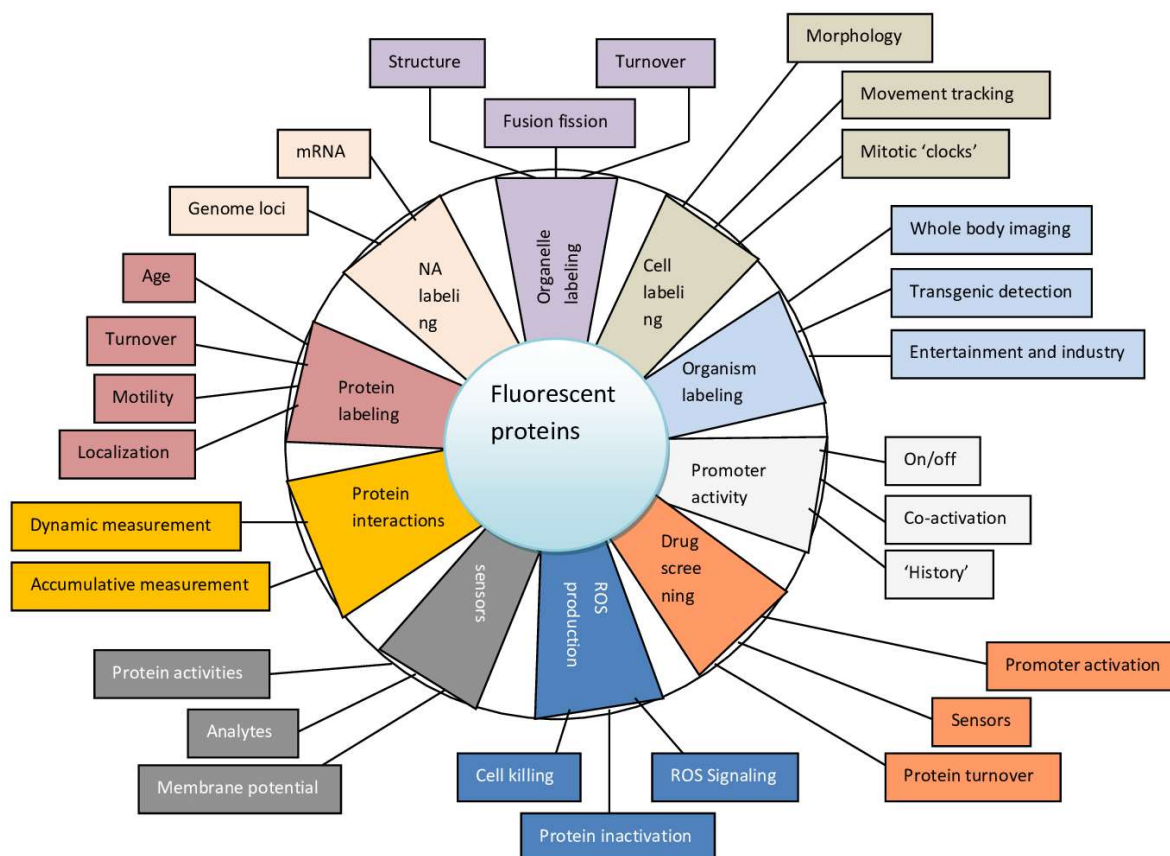 Morphology
Structure
Turnover
Movement tracking
Fusion fission
Mitotic ‘clocks’
mRNA
Genome loci
Whole body imaging
Age
Transgenic detection
Turnover
Entertainment and industry
Motility
Localization
On/off
Co-activation
‘History’
Dynamic measurement
Accumulative measurement
Organelle
labeling
Cell
labelin
g
NA
labeli
ng
Organism
labeling
Protein
labeling
Fluorescent
proteins
Promoter
activity
Protein
interactions
Drug
scree
ning
sensors
ROS
production
Promoter activation
Protein activities
Sensors
Analytes
Protein turnover
Membrane potential
Cell killing
ROS Signaling
Protein inactivation